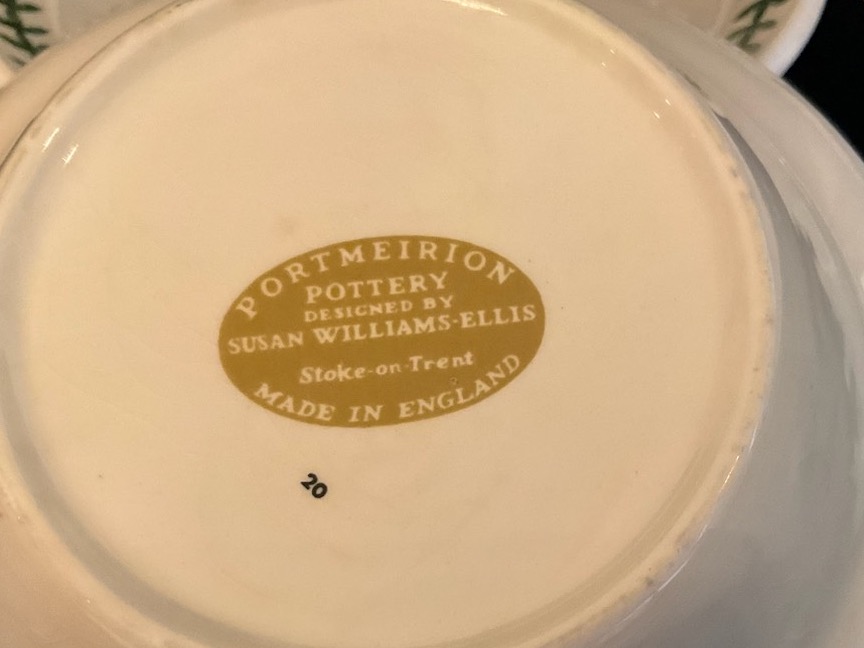 PORTMEIRION
POTTERY
DESIGNED BY
SUSAN WILLIAMS-ELLIS
Stoke-on-Trent
MADE IN ENGLAND
20